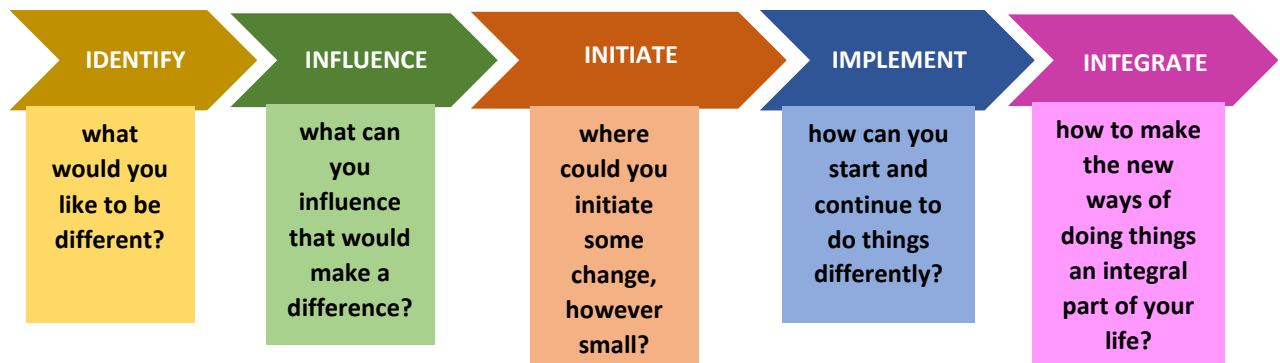 IDENTIFY
what
would you
like to be
different?
INFLUENCE
what can
you
influence
that would
make a
difference?
INITIATE
where
could you
initiate
some
change,
however
small?
IMPLEMENT
how can you
start and
continue to
do things
differently?
INTEGRATE
how to make
the new
ways of
doing things
an integral
part of your
life?